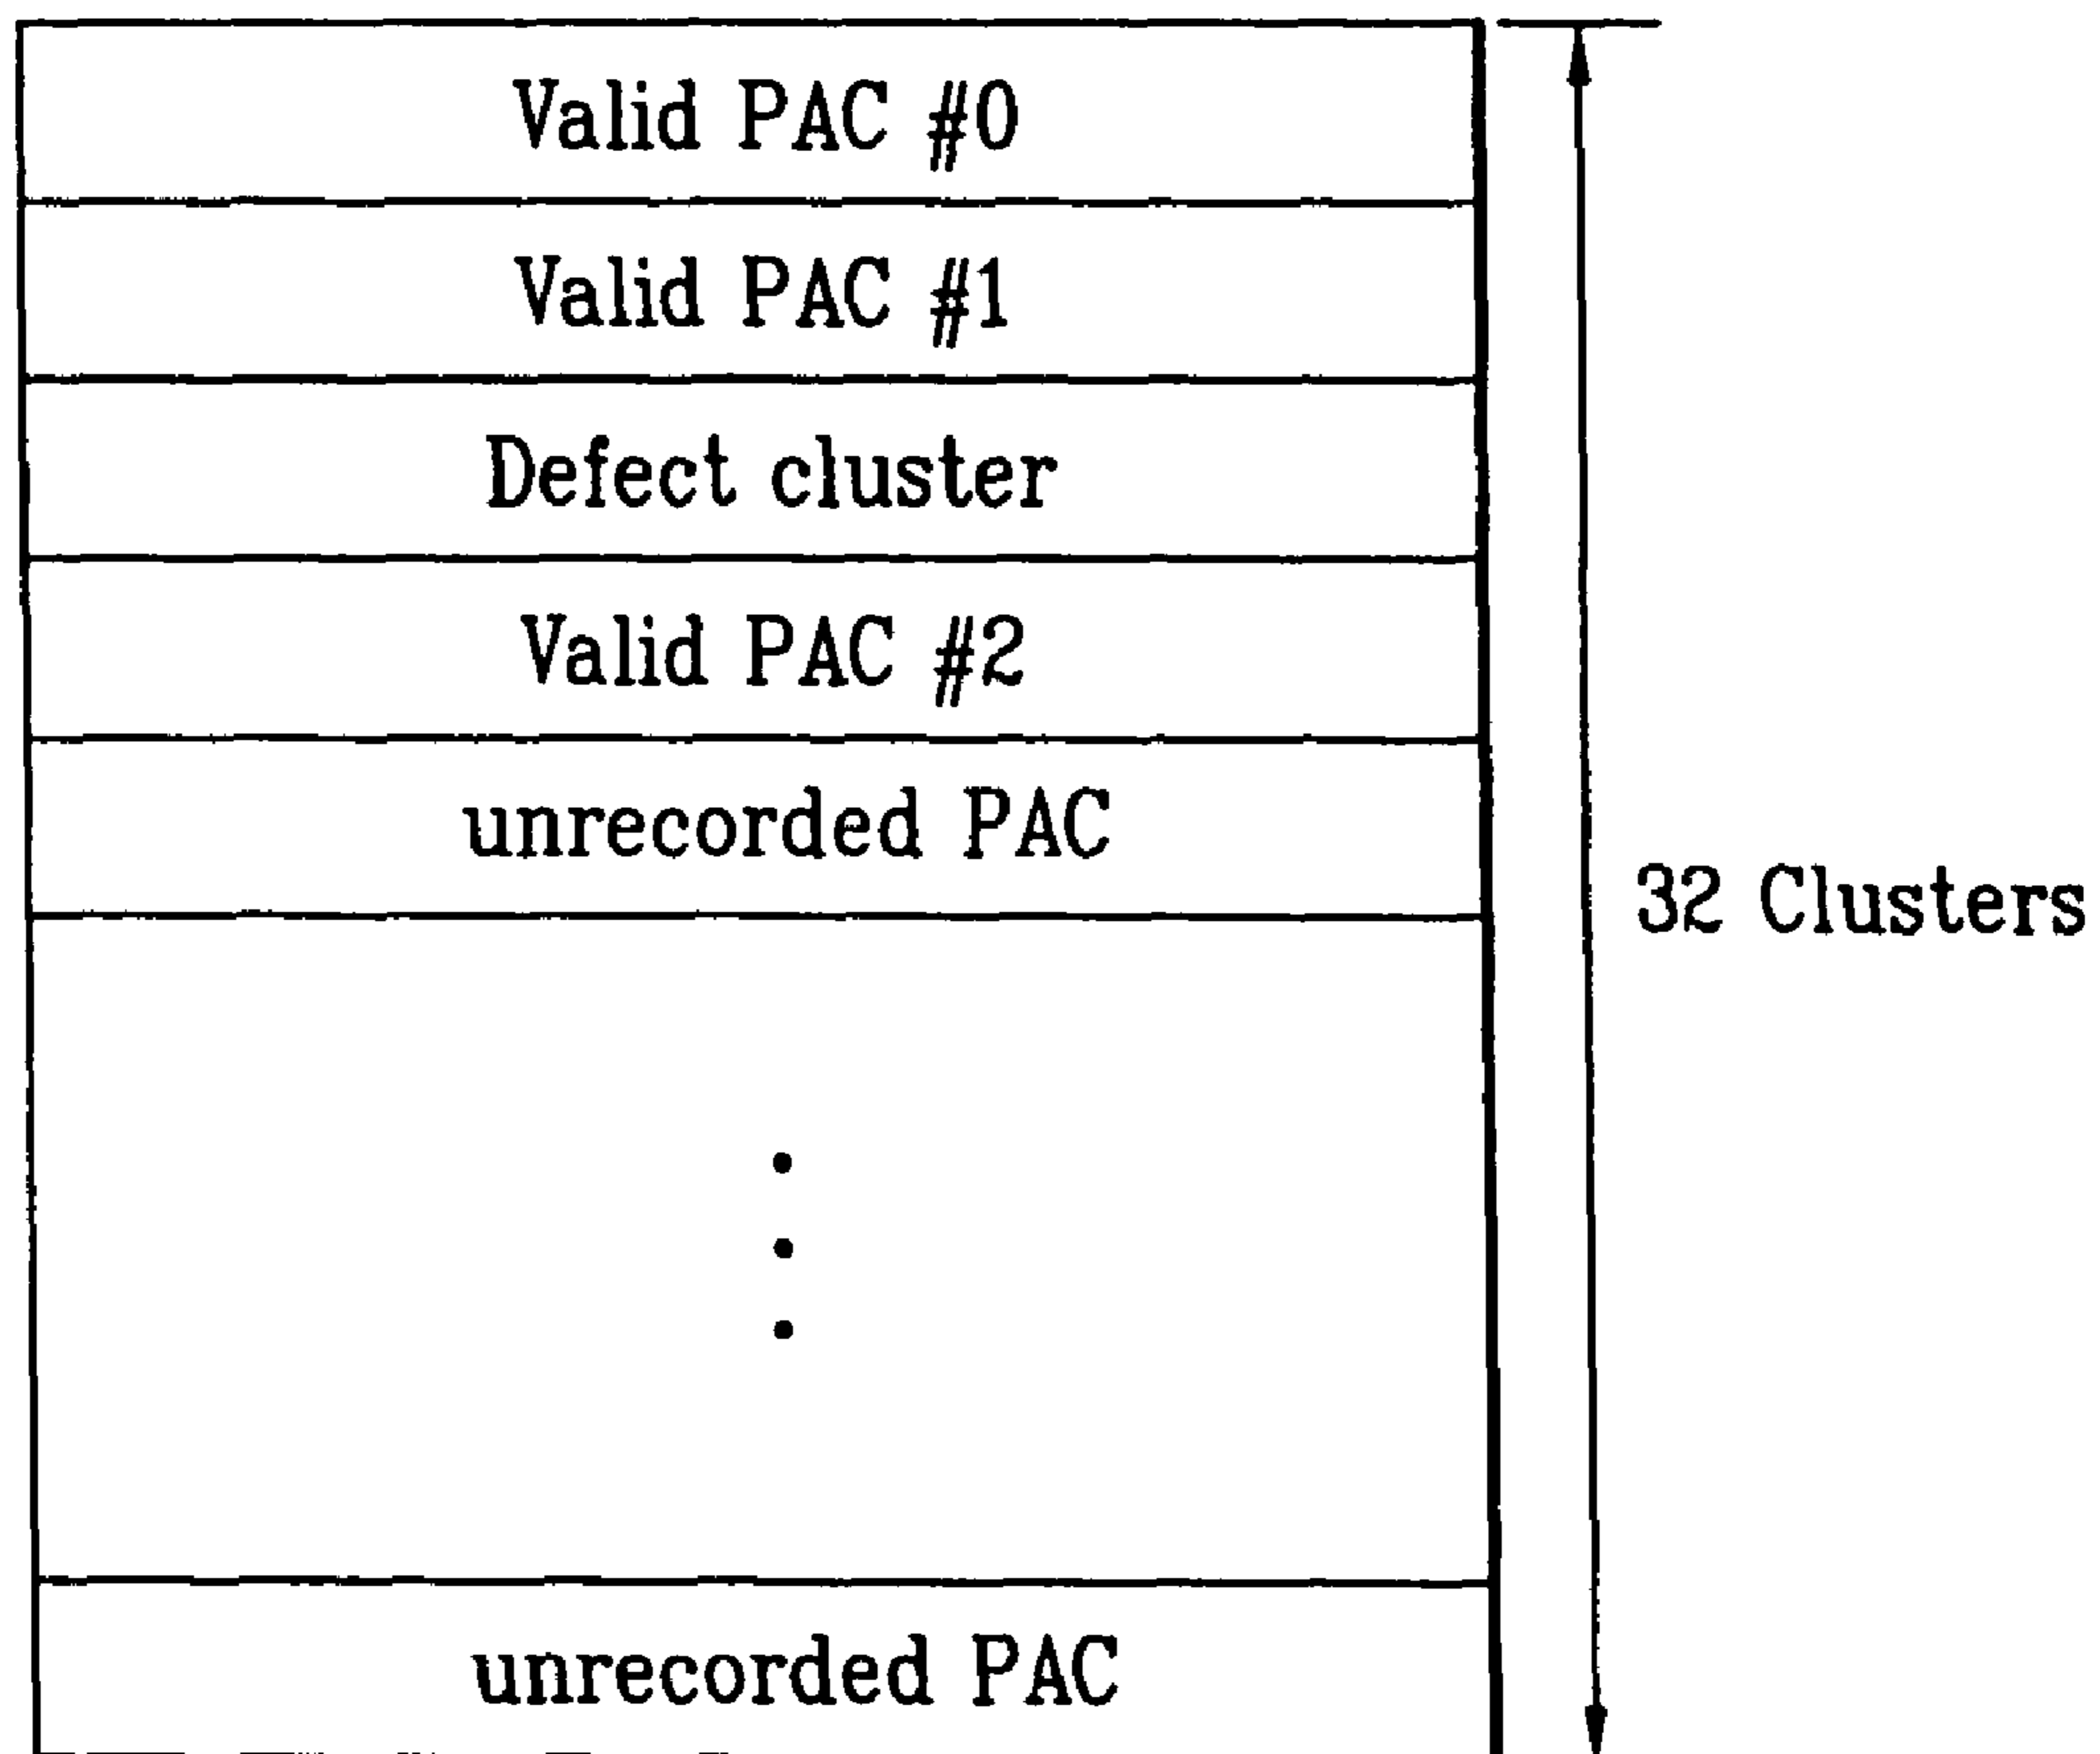 Valid PAC #0
Valid PAC #1
Defect cluster
Valid PAC #2
unrecorded PAC
32 Clusters
unrecorded PAC